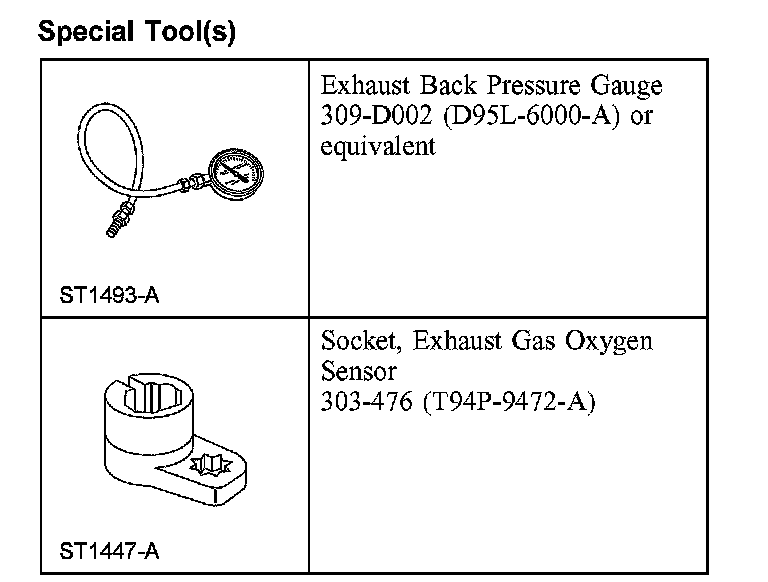 Special Tool(s)
Exhaust Back Pressure Gauge
309-D002 (D95L-6000-A) or
equivalent
ST1493-A
Socket, Exhaust Gas Oxygen
Sensor
303-476 (T94P-9472-A)
ST1447-A